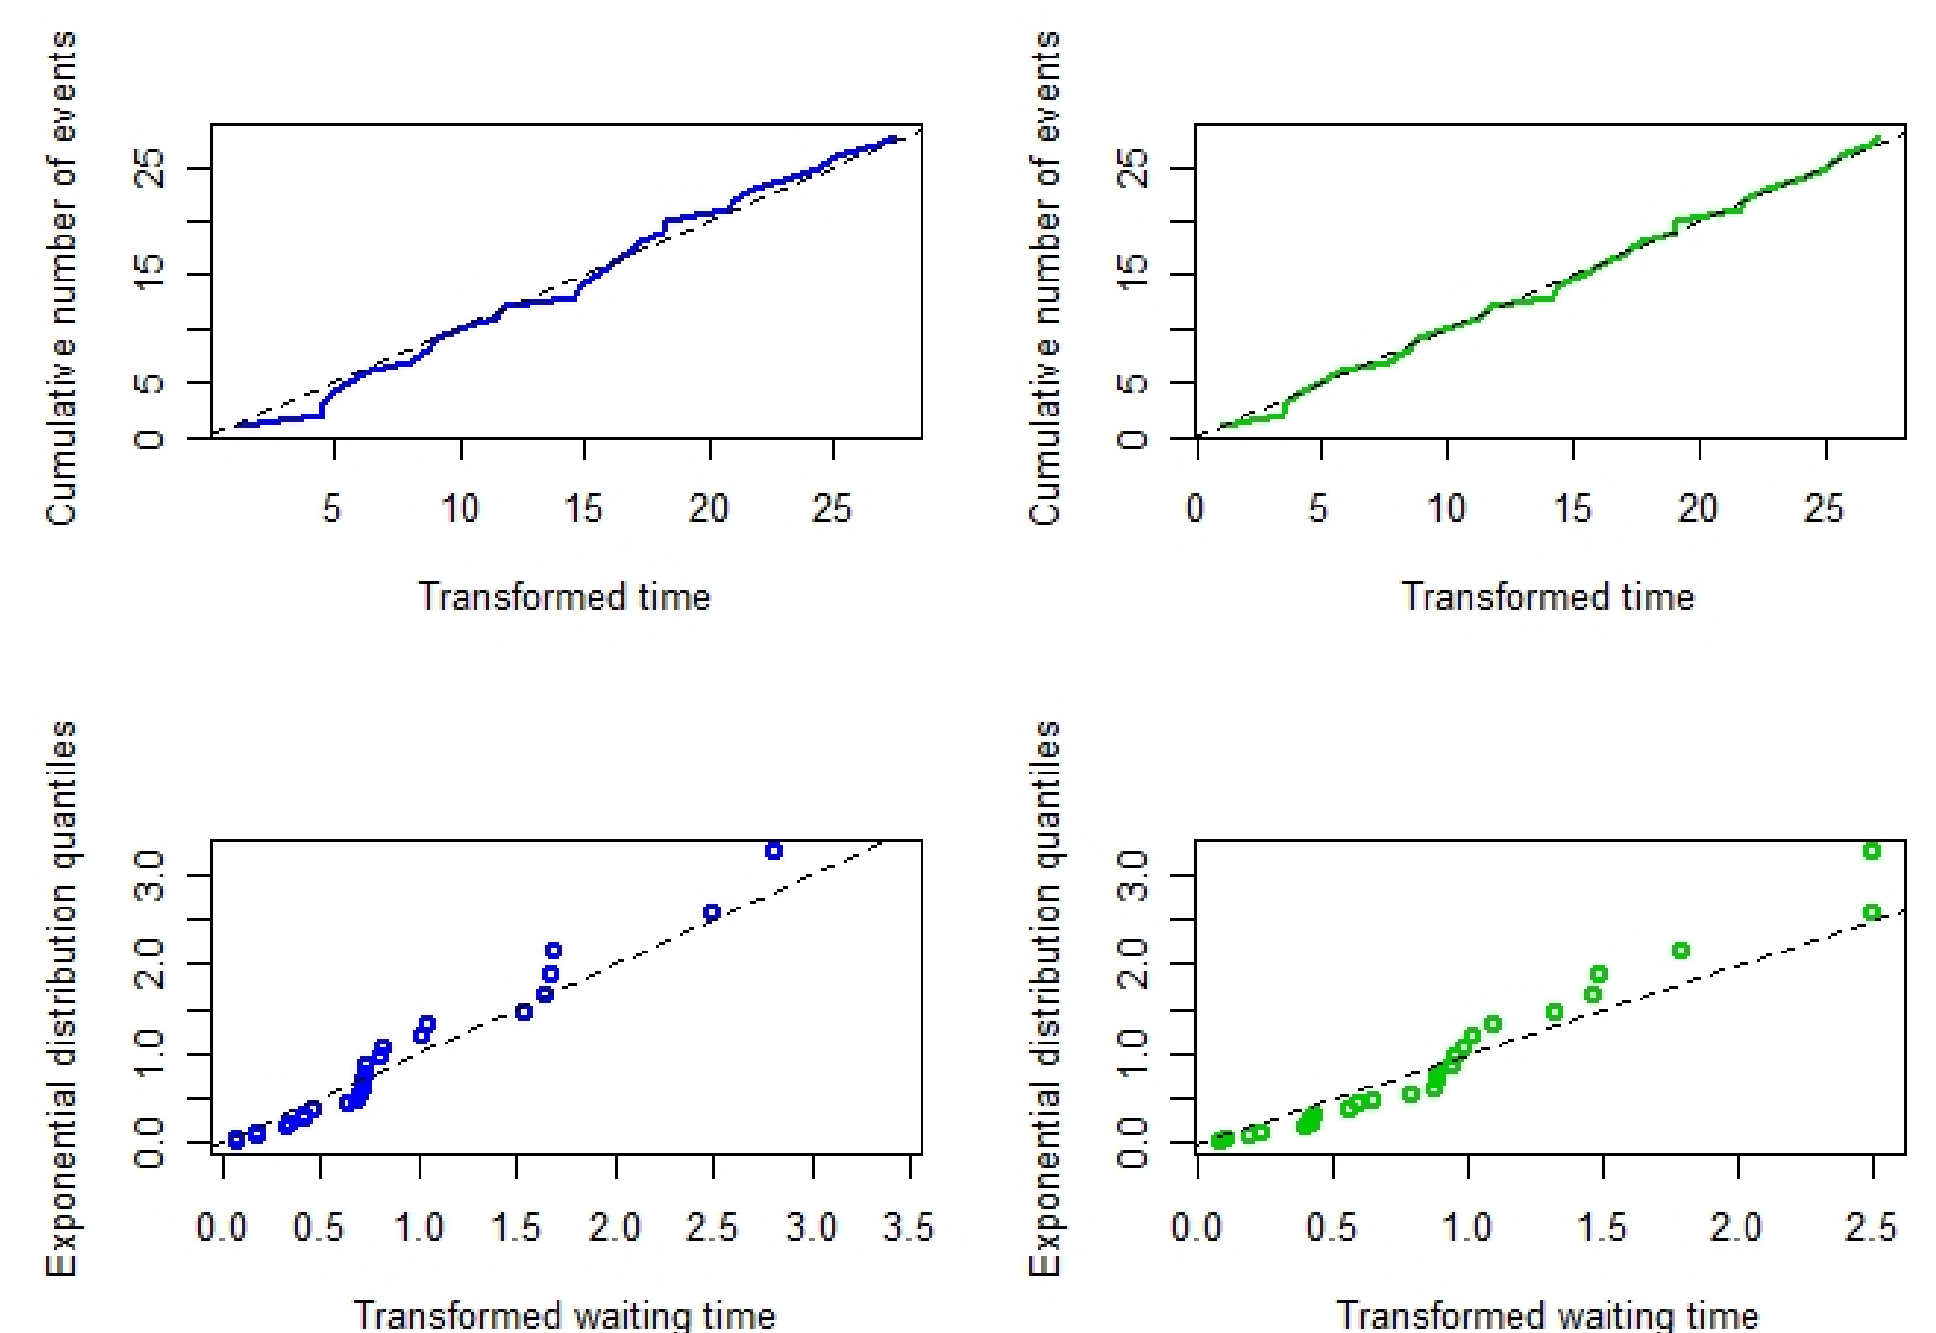 Cumulative number of events
0 5 15 25
5 10 15 20 25
Transformed time
Cumulative number of events
0 5 15 25
0 5 10 15 20 25
Transformed time
Exponential distribution quantiles
0.0 1.0 2.0 3.0
0.0 0.5 1.0 1.5 2.0 2.5 3.0 3.5
Transformed waiting time
Exponential distribution quantiles
0.0 1.0 2.0 3.0
0.0 0.5 1.0 1.5 2.0 2.5
Transformed waiting time